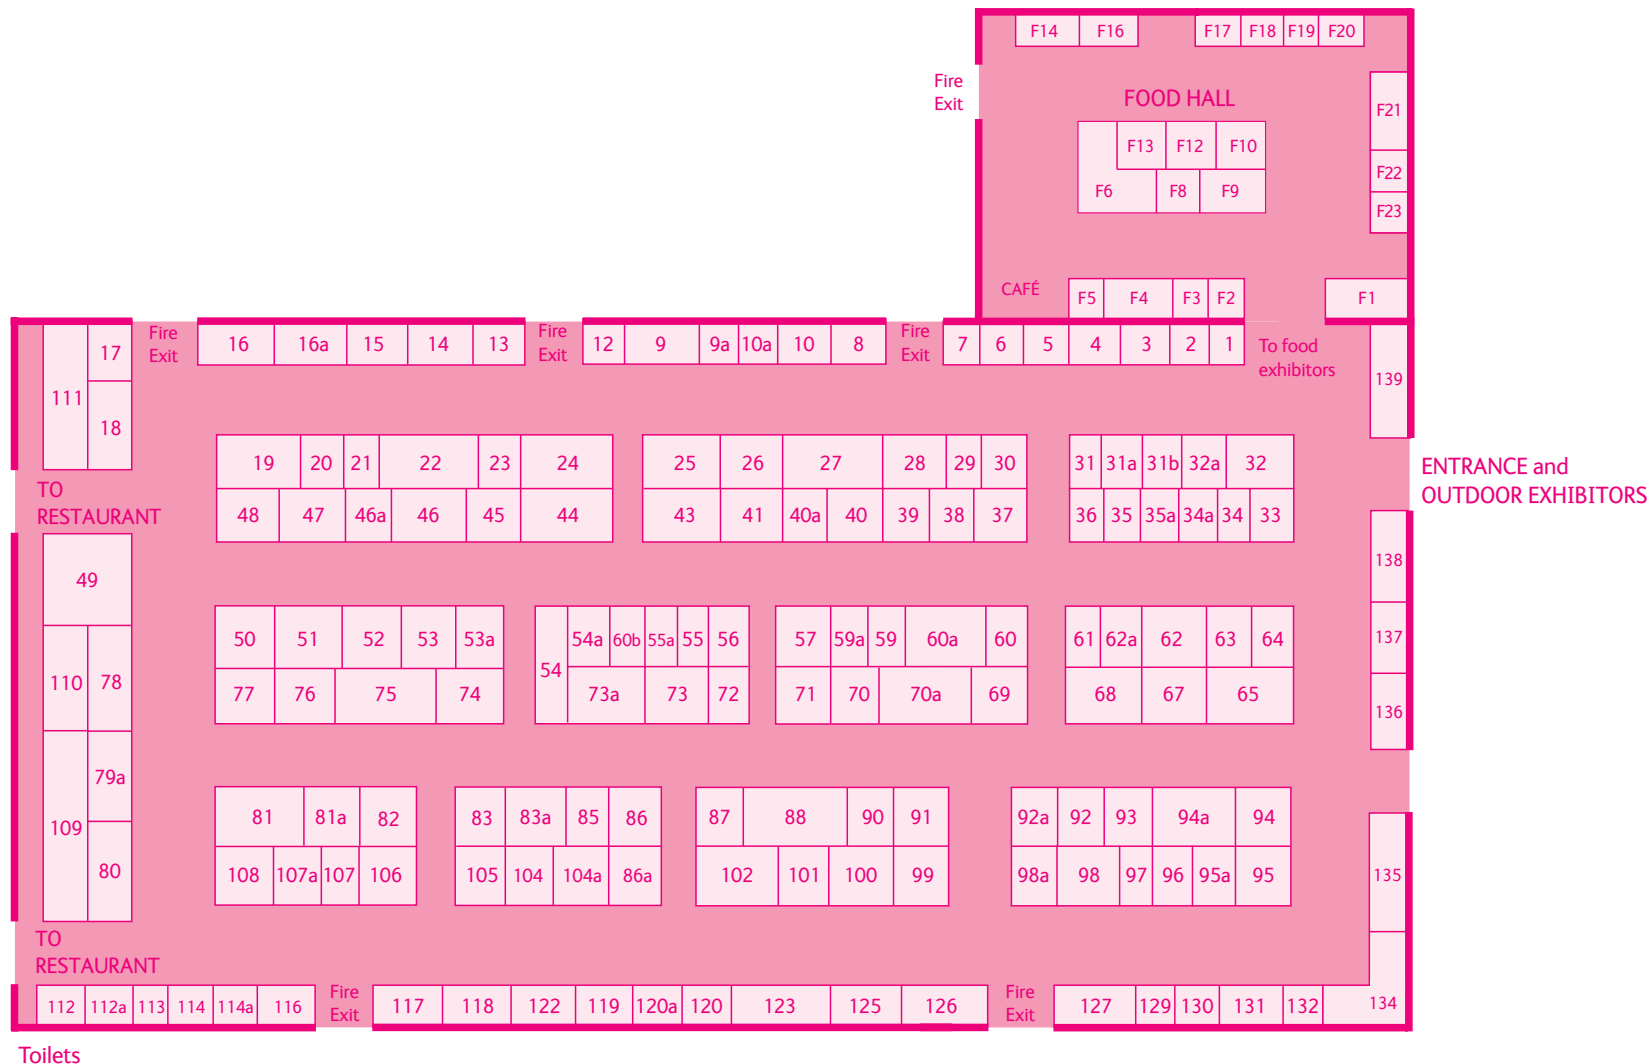 F14 F16 F17 F18 F19 F20
Fire
Exit
FOOD HALL
F21
F13 F12 F10
F22
F6 F8 F9
F23
CAFÉ
F5 F4 F3 F2 F1
17 Fire
Exit
16 16a 15 14 13
Fire
Exit
12 9 9a 10a 10 8
Fire
Exit
7 6 5 4 3 2 1
To food
exhibitors
139
111
18
19 20 21 22 23 24 25 26 27 28 29 30 31 31a 31b 32a 32
ENTRANCE and
OUTDOOR EXHIBITORS
TO
RESTAURANT
48 47 46a 46 45 44 43 41 40a 40 39 38 37 36 35 35a 34a 34 33
138
49
50 51 52 53 53a 54 54a 60b 55a 55 56 57 59a 59 60a 60 61 62a 62 63 64
137
110 78
77 76 75 74 73a 73 72 71 70 70a 69 68 67 65
136
79a
81 81a 82 83 83a 85 86 87 88 90 91 92a 92 93 94a 94
109
80
108 107a 107 106 105 104 104a 86a 102 101 100 99 98a 98 97 96 95a 95
135
TO
RESTAURANT
112 112a 113 114 114a 116
Fire
Exit
117 118 122 119 120a 120 123 125 126
Fire
Exit
127 129 130 131 132 134
Toilets